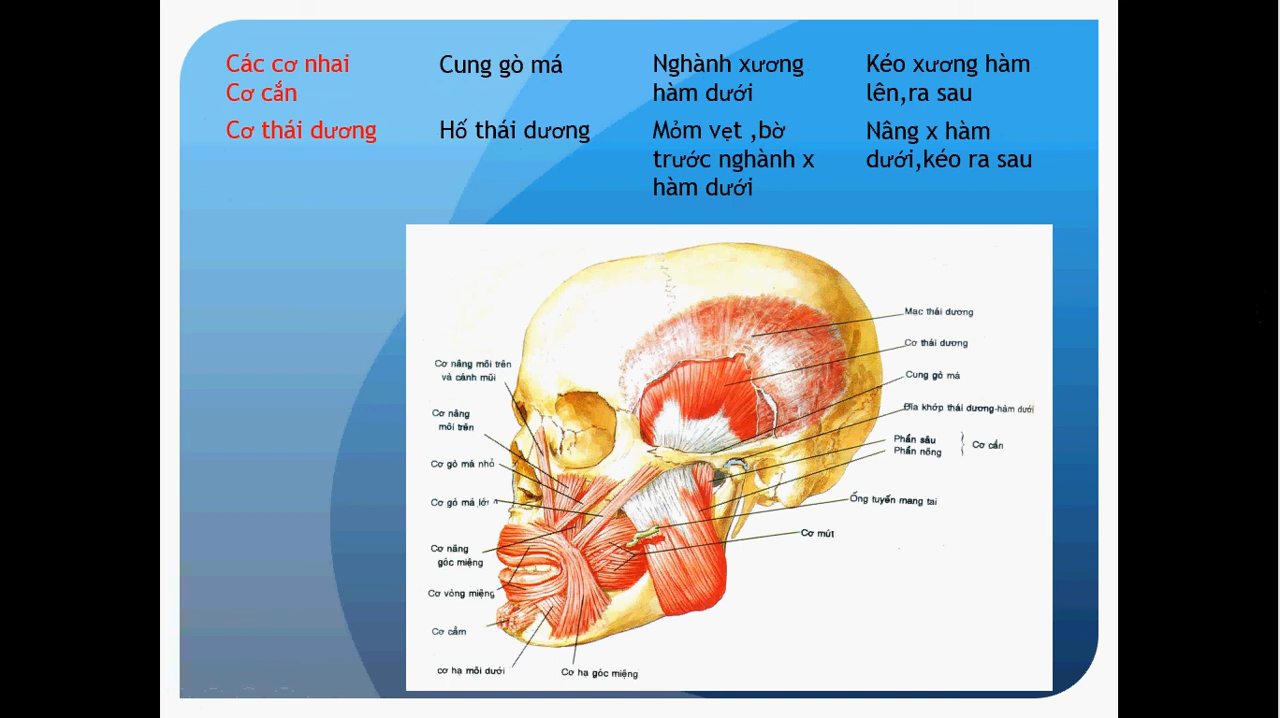 Các cơ nhai
Cơ cắn
Cung gò má
Nghành xương
hàm dưới
Kéo xương hàm
lên,ra sau
Cơ thái dương
Hố thái dương
Mỏm vẹt ,bờ
trước nghành x
hàm dưới
Nâng x hàm
dưới,kéo ra sau
Cơ nâng môi trên
và cánh mũi
Cơ nâng
môi trên
Cơ gò má nhỏ
Cơ gò má lớn
Cơ nâng
góc miệng
Cơ vòng miệng
Cơ cằm
cơ hạ môi dưới
Cơ hạ góc miệng
Mạc thái dương
Cơ thái dương
Cung gò má
Đĩa khớp thái dương-hàm dưới
Phần sâu
Phần nông
Cơ cắn
Ống tuyến mang tai
Cơ mút